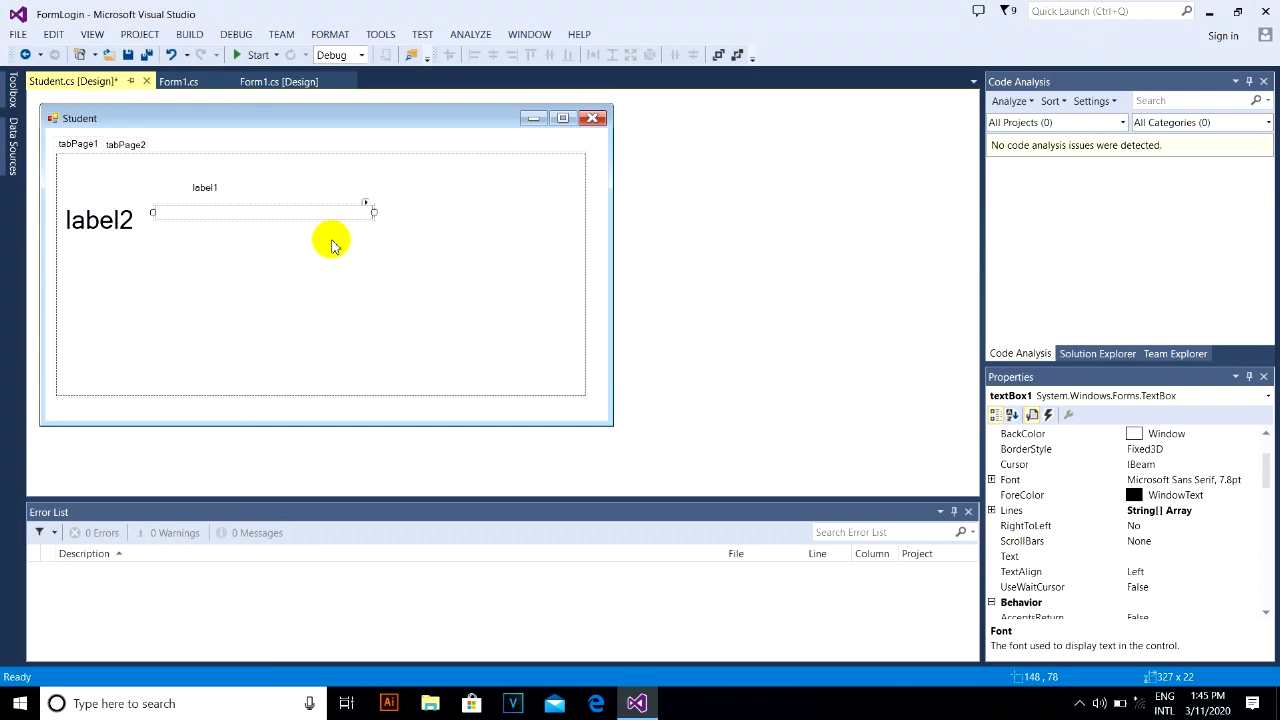 FormLogin - Microsoft Visual Studio
9
Quick Launch (Ctrl+Q)
FILE EDIT VIEW PROJECT BUILD DEBUG TEAM FORMAT TOOLS TEST ANALYZE WINDOW HELP
Sign in
Start Debug
Toolbox
Data Sources
Student.cs [Design]* Form1.cs Form1.cs [Design]
Student
tabPage1 tabPage2
label1
label2
Code Analysis
Analyze Sort Settings Search
All Projects (0) All Categories (0)
No code analysis issues were detected.
Code Analysis Solution Explorer Team Explorer
Properties
textBox1 System.Windows.Forms.TextBox
BackColor Window
BorderStyle Fixed3D
Cursor IBeam
Font Microsoft Sans Serif, 7.8pt
ForeColor WindowText
Lines String[] Array
RightToLeft No
ScrollBars None
Text
TextAlign Left
UseWaitCursor False
Behavior
AcceptsReturn False
Font
The font used to display text in the control.
Error List
0 Errors 0 Warnings 0 Messages Search Error List
Description File Line Column Project
Ready 148 , 78 327 x 22
Type here to search
Ai
V
ENG
INTL
1:45 PM
3/11/2020